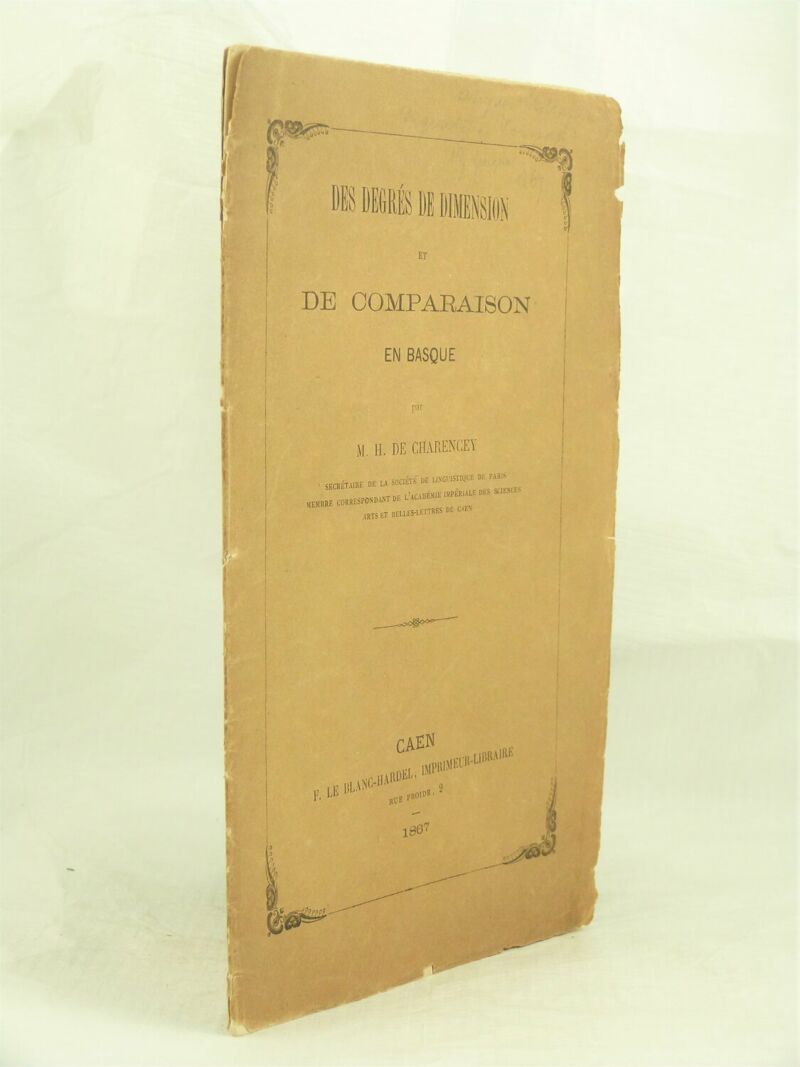 DES DEGRÉS DE DIMENSION
ET
DE COMPARAISON
EN BASQUE
par
M. H. DE CHARENCEY
SECRÉTAIRE DE LA SOCIÉTÉ DE LINGUISTIQUE DE PARIS
MEMBRE CORRESPONDANT DE L'ACADÉMIE IMPÉRIALE DES SCIENCES
ARTS ET BELLES-LETTRES DE CAEN
CAEN
F. LE BLANC-HARDEL, IMPRIMEUR-LIBRAIRE
RUE FROIDE, 2
1867